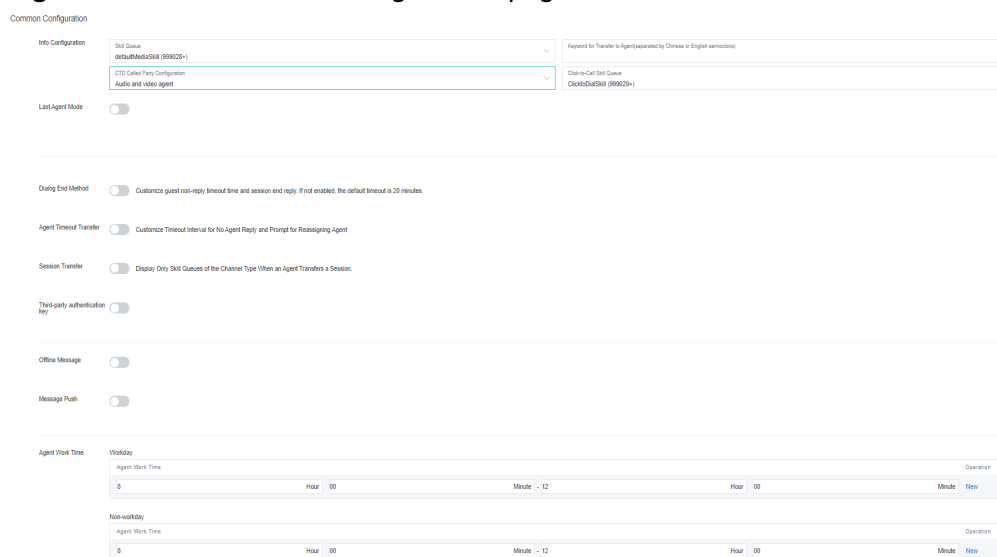 Common Configuration
Info Configuration
Skill Queue
defaultMediaSkill (999028+)
Keyword for Transfer to Agent(separated by Chinese or English semicolons)
CTD Called Party Configuration
Audio and video agent
Click-to-Call Skill Queue
ClicktoDialSkill (999029+)
Last Agent Mode
Dialog End Method
Customize guest non-reply timeout time and session end reply. If not enabled, the default timeout is 20 minutes.
Agent Timeout Transfer
Customize Timeout Interval for No Agent Reply and Prompt for Reassigning Agent
Session Transfer
Display Only Skill Queues of the Channel Type When an Agent Transfers a Session.
Third-party authentication
key
Offline Message
Message Push
Agent Work Time
Workday
Agent Work Time Operation
8 Hour 00 Minute - 12 Hour 00 Minute New
Non-workday
Agent Work Time Operation
8 Hour 00 Minute - 12 Hour 00 Minute New